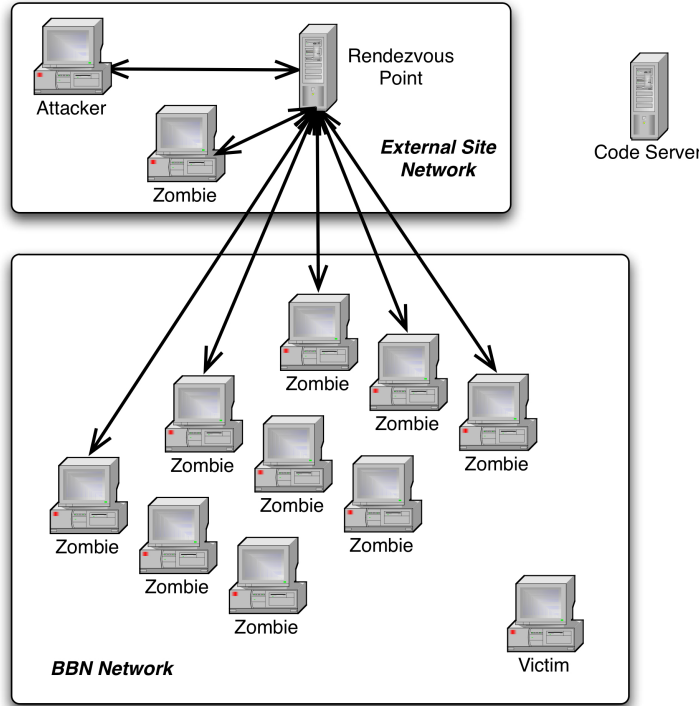 Attacker
Rendezvous
Point
Zombie
External Site
Network
Code Server
Zombie
Zombie
Zombie
Zombie
Zombie
Zombie
Zombie
Zombie
Zombie
BBN Network
Victim